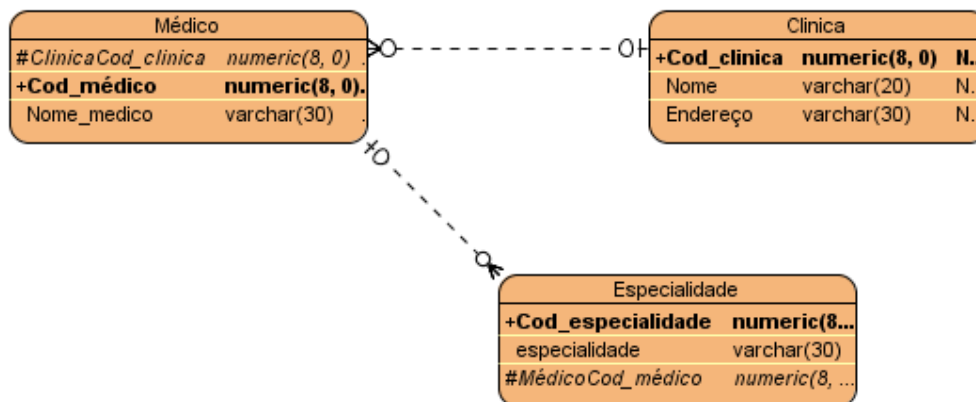 Médico
#ClinicaCod_clinica numeric(8, 0) .
+Cod_médico numeric(8, 0).
Nome_medico varchar(30) .
Clinica
+Cod_clinica numeric(8, 0) N..
Nome varchar(20) N.
Endereço varchar(30) N.
Especialidade
+Cod_especialidade numeric(8...
especialidade varchar(30)
#MédicoCod_médico numeric(8, ...